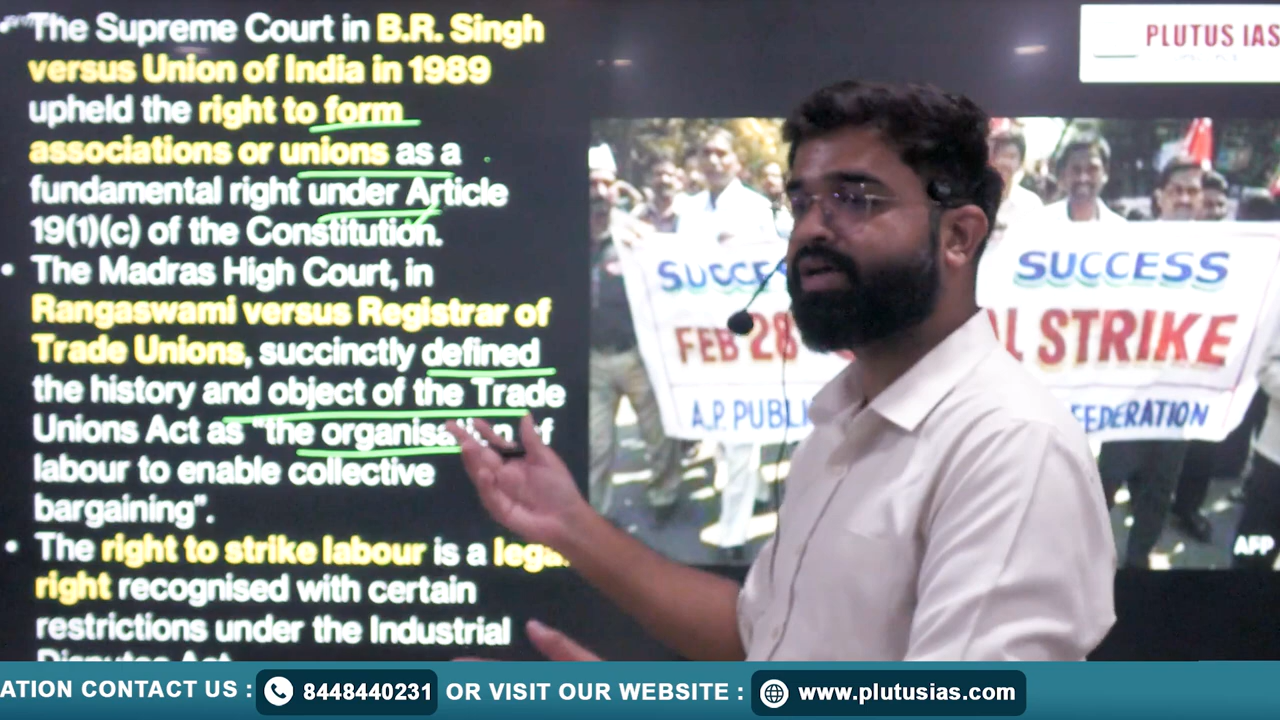 The Supreme Court in B.R. Singh
versus Union of India in 1989
upheld the right to form
associations or unions as a
fundamental right under Article
19(1)(c) of the Constitution.
• The Madras High Court, in
Rangaswami versus Registrar of
Trade Unions, succinctly defined
the history and object of the Trade
Unions Act as "the organisation of
labour to enable collective
bargaining".
• The right to strike labour is a legal
right recognised with certain
restrictions under the Industrial
Disputes Act
PLUTUS IAS
SUCCES SUCCESS
FEB 28 L STRIKE
A.P. PUBLI FEDERATION
AFP
ATION CONTACT US : 8448440231 OR VISIT OUR WEBSITE : www.plutusias.com